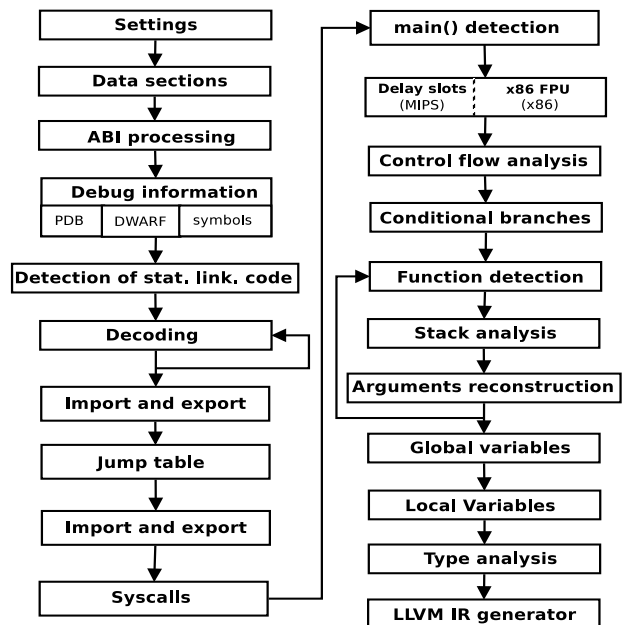 Settings
Data sections
ABI processing
Debug information
PDB
DWARF
symbols
Detection of stat. link. code
Decoding
Import and export
Jump table
Import and export
Syscalls
main() detection
Delay slots
(MIPS)
x86 FPU
(x86)
Control flow analysis
Conditional branches
Function detection
Stack analysis
Arguments reconstruction
Global variables
Local Variables
Type analysis
LLVM IR generator